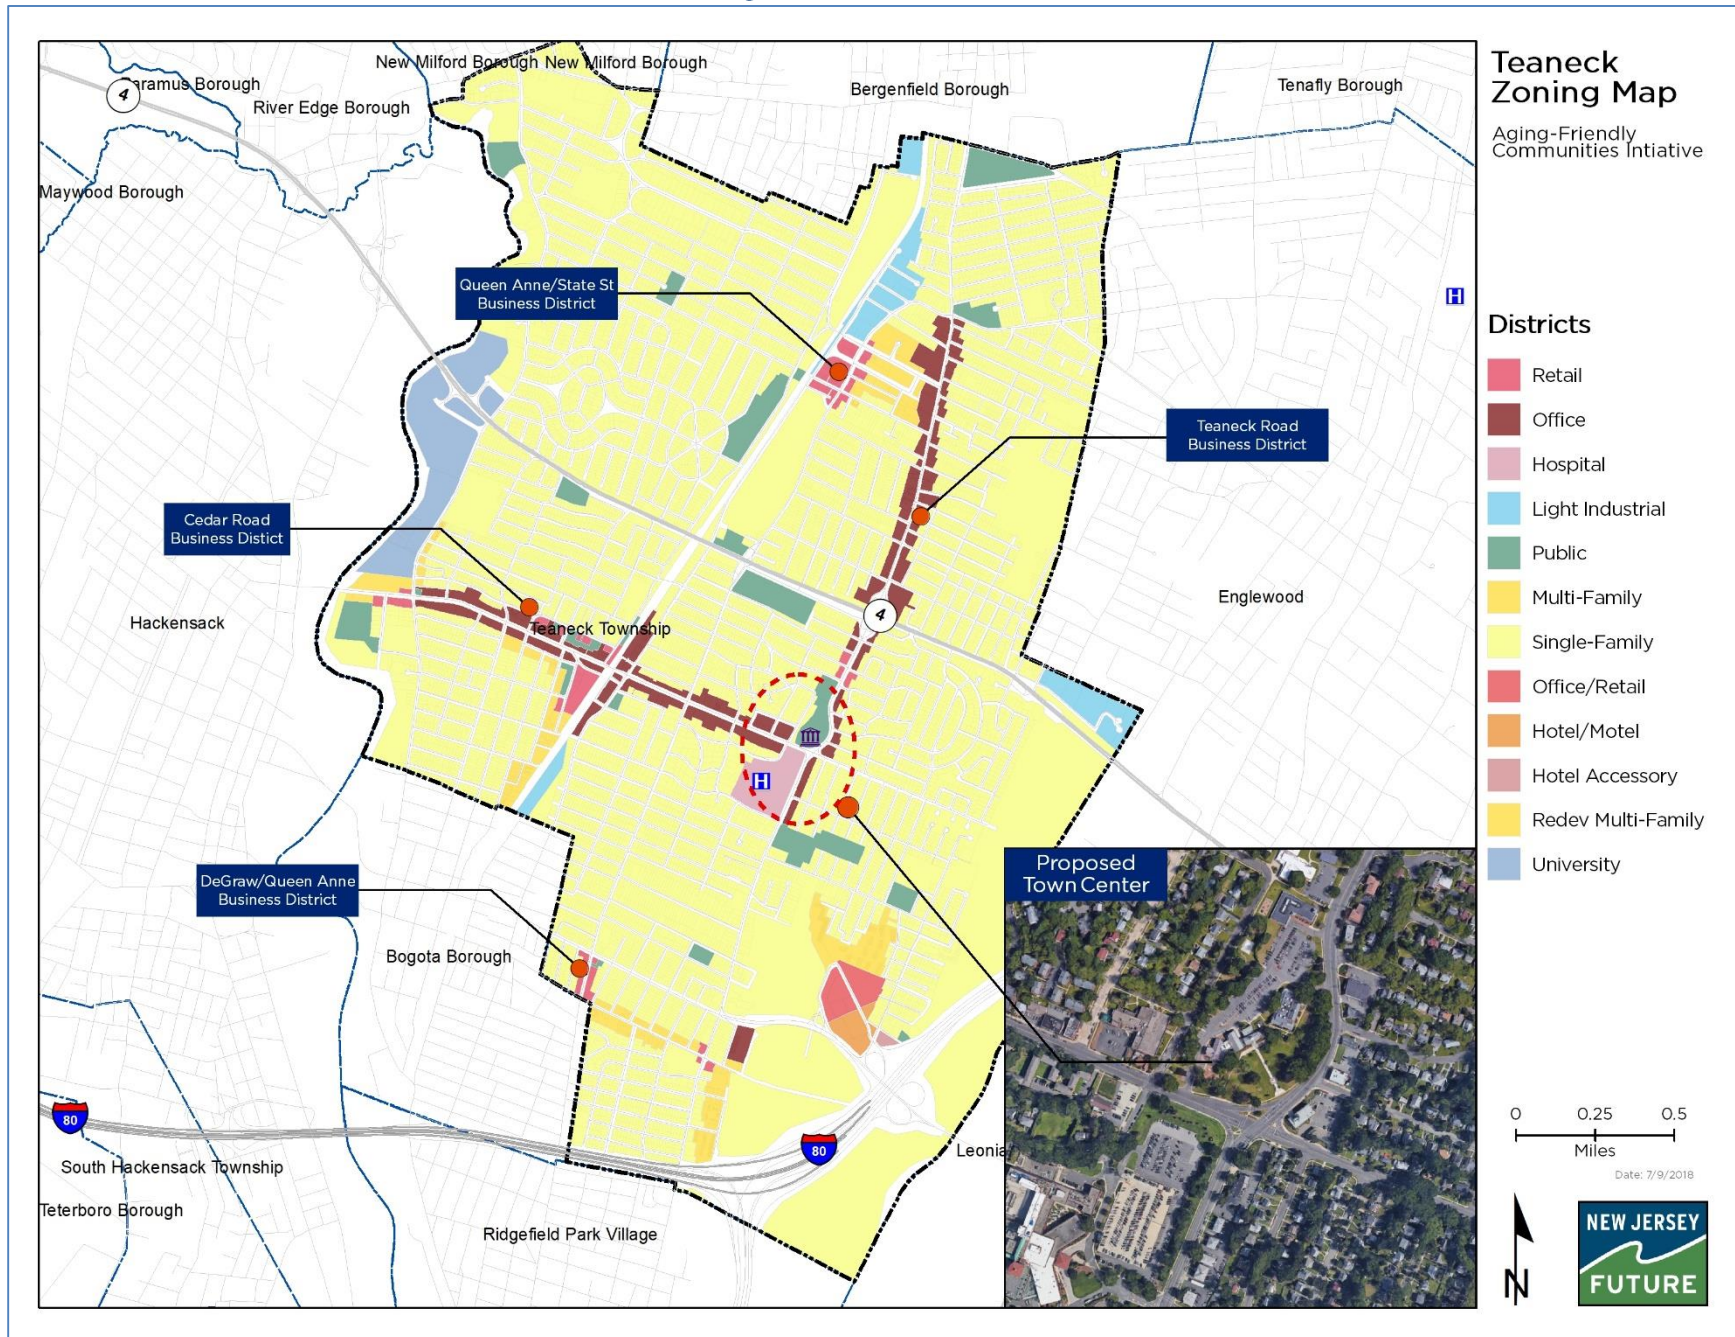 New Milford Borough
New Milford Borough
Paramus Borough
4
River Edge Borough
Bergenfield Borough
Tenafly Borough
Maywood Borough
Queen Anne/State St
Business District
Teaneck Road
Business District
Cedar Road
Business Distict
Hackensack
Teaneck Township
4
Englewood
H
H
DeGraw/Queen Anne
Business District
Bogota Borough
Proposed
Town Center
80
80
South Hackensack Township
Teterboro Borough
Ridgefield Park Village
Leonia
Teaneck
Zoning Map
Aging-Friendly
Communities Intiative
Districts
Retail
Office
Hospital
Light Industrial
Public
Multi-Family
Single-Family
Office/Retail
Hotel/Motel
Hotel Accessory
Redev Multi-Family
University
0 0.25 0.5
Miles
Date: 7/9/2018
N
NEW JERSEY
FUTURE